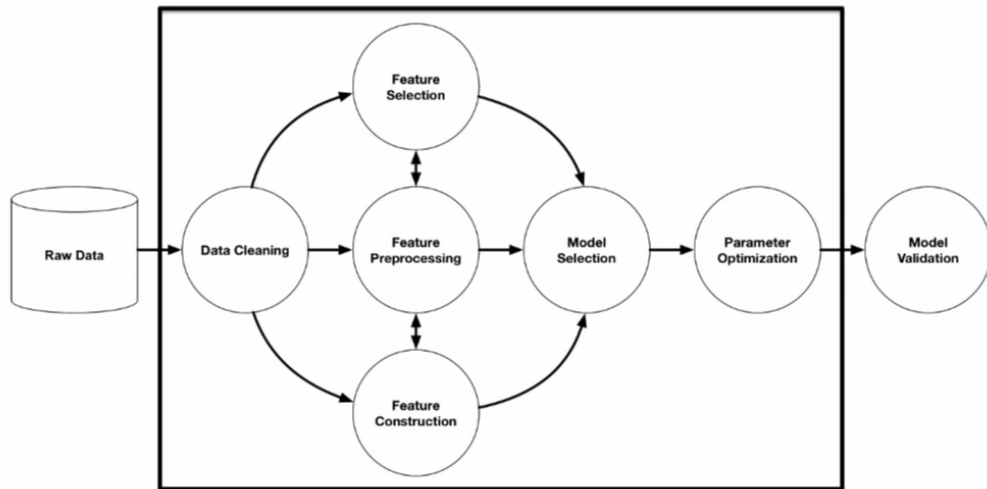 Raw Data
Data Cleaning
Feature
Selection
Feature
Preprocessing
Feature
Construction
Model
Selection
Parameter
Optimization
Model
Validation